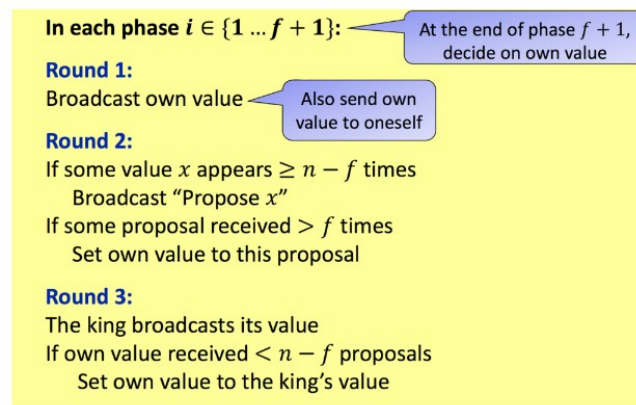 In each phase 𝒊 ∈ {𝟏 … 𝒇 + 𝟏}:
At the end of phase 𝑓 + 1,
decide on own value
Round 1:
Broadcast own value
Also send own
value to oneself
Round 2:
If some value 𝑥 appears ≥ 𝑛 − 𝑓 times
Broadcast “Propose 𝑥”
If some proposal received > 𝑓 times
Set own value to this proposal
Round 3:
The king broadcasts its value
If own value received < 𝑛 − 𝑓 proposals
Set own value to the king’s value